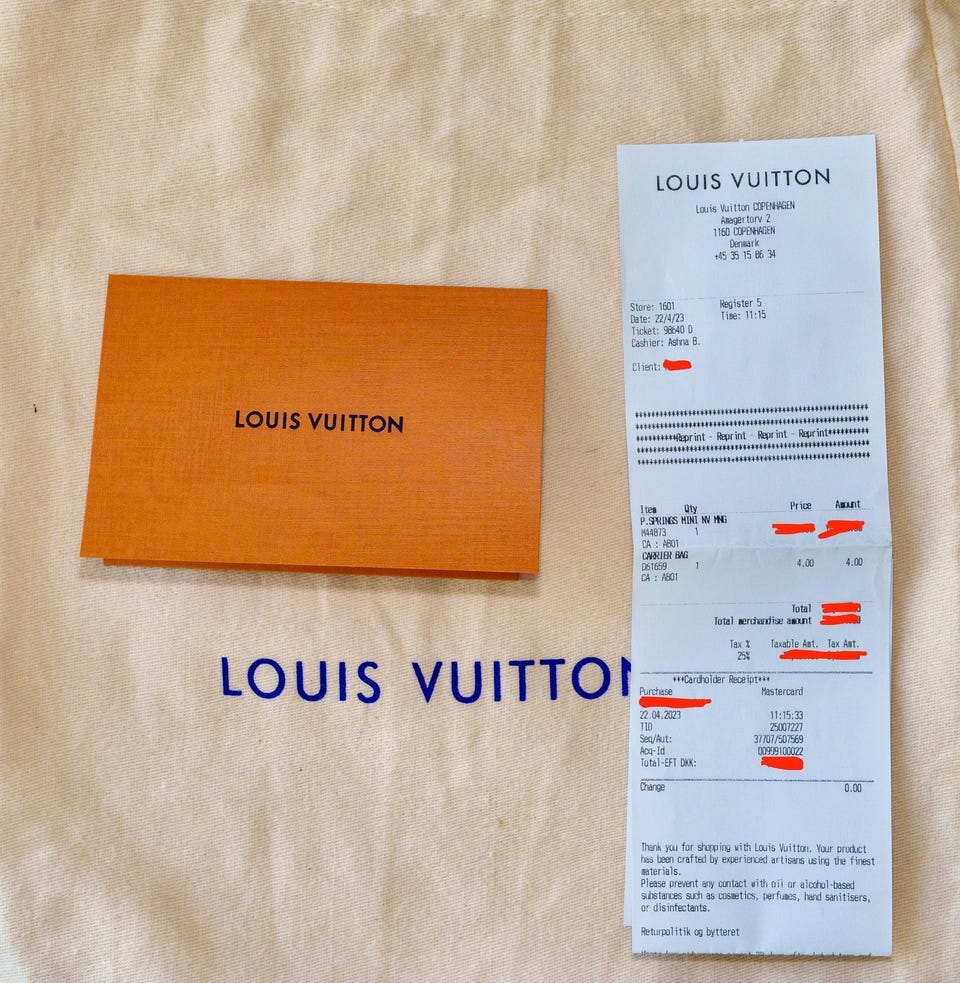 LOUIS VUITTON
LOUIS VUITTON
LOUIS VUITTON
Louis Vuitton COPENHAGEN
Amagertorv 2
1160 COPENHAGEN
Denmark
+45 35 15 86 34
Store: 1601 Register 5
Date: 22/4/23 Time: 11:15
Ticket: 98640 D
Cashier: Ashna B.
Client:
Reprint - Reprint - Reprint - Reprint
Item Qty Price Amount
P.SPRINGS MINI NV MNG
M44873 1
CA : AB01
CARRIER BAG
D61659 1 4.00 4.00
CA : AB01
Total
Total merchandise amount
Tax % Taxable Amt. Tax Amt.
25%
***Cardholder Receipt***
Purchase Mastercard
22.04.2023 11:15:33
TID 25007227
Seq/Aut: 37707/507569
Acq-Id 00999100022
Total-EFT DKK:
Change 0.00
Thank you for shopping with Louis Vuitton. Your product
has been crafted by experienced artisans using the finest
materials.
Please prevent any contact with oil or alcohol-based
substances such as cosmetics, perfumes, hand sanitisers,
or disinfectants.
Returpolitik og bytteret